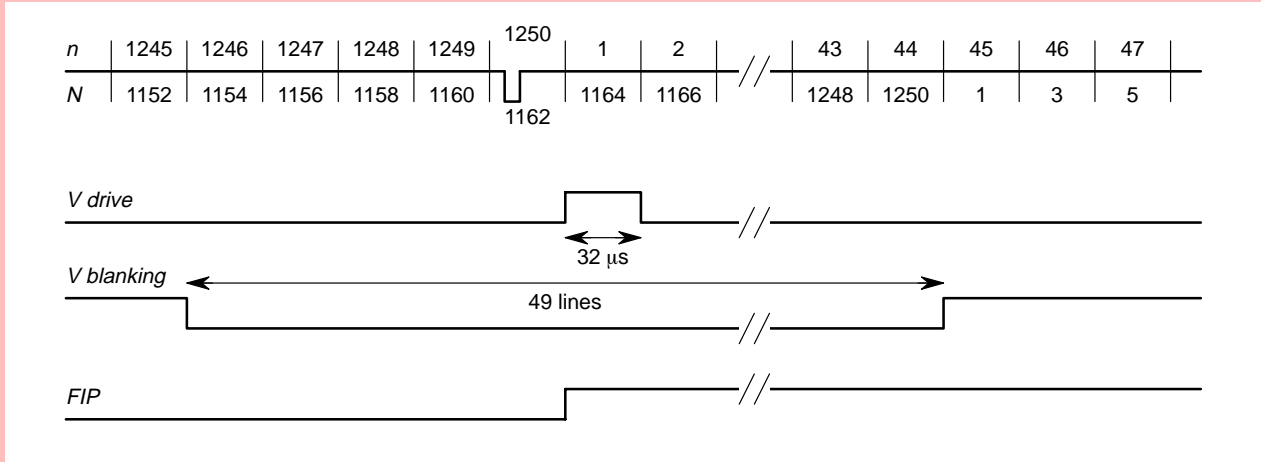 n 1245 1246 1247 1248 1249 1250 1 2 43 44 45 46 47
N 1152 1154 1156 1158 1160 1162 1164 1166 1248 1250 1 3 5
V drive
32 μs
V blanking
49 lines
FIP